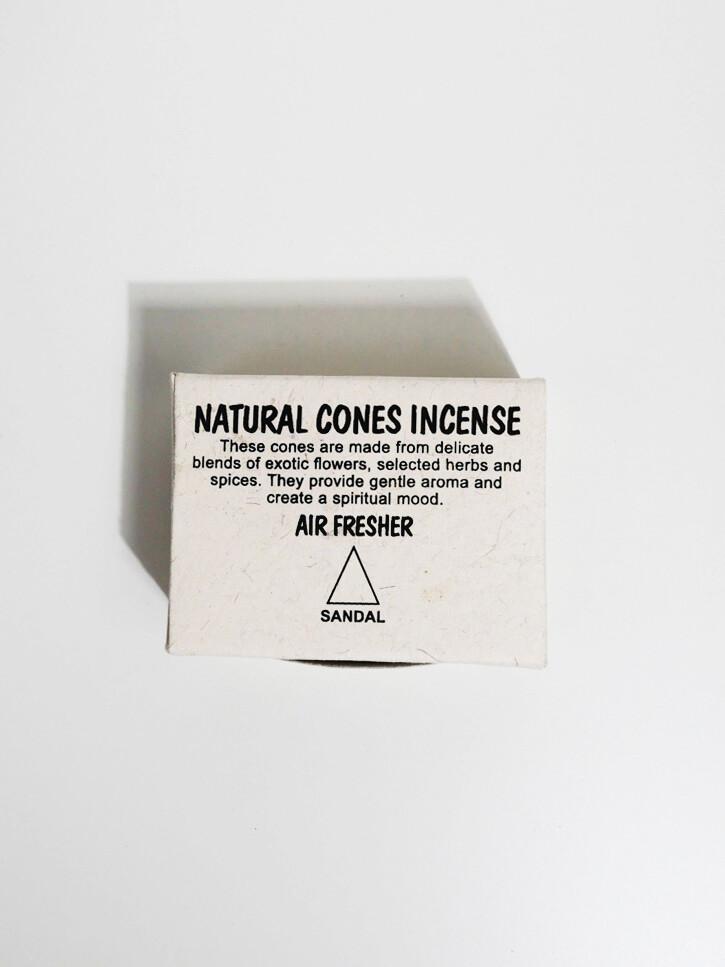 NATURAL CONES INCENSE
These cones are made from delicate
blends of exotic flowers, selected herbs and
spices. They provide gentle aroma and
create a spiritual mood.
AIR FRESHER
SANDAL